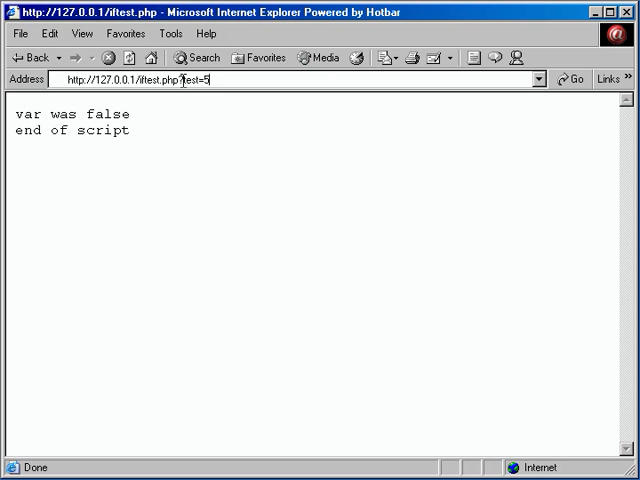 http://127.0.0.1/iftest.php - Microsoft Internet Explorer Powered by Hotbar
File Edit View Favorites Tools Help
Back Search Favorites Media
Address http://127.0.0.1/iftest.php?test=5 Go Links »
var was false
end of script
Done Internet